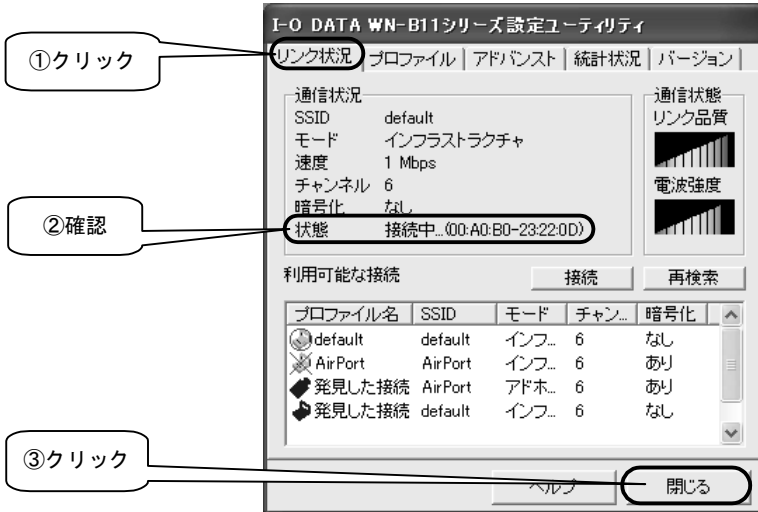 I-O DATA WN-B11シリーズ設定ユーティリティ
①クリック
リンク状況 プロファイル アドバンスト 統計状況 バージョン
通信状況
SSID default
モード インフラストラクチャ
速度 1 Mbps
チャンネル 6
暗号化 なし
②確認
状態 接続中...(00:A0:B0-23:22:0D)
通信状態
リンク品質
電波強度
利用可能な接続 接続 再検索
プロファイル名 SSID モード チャン... 暗号化
default default インフ... 6 なし
AirPort AirPort インフ... 6 あり
発見した接続 AirPort アドホ... 6 あり
発見した接続 default インフ... 6 なし
③クリック
ヘルプ 閉じる